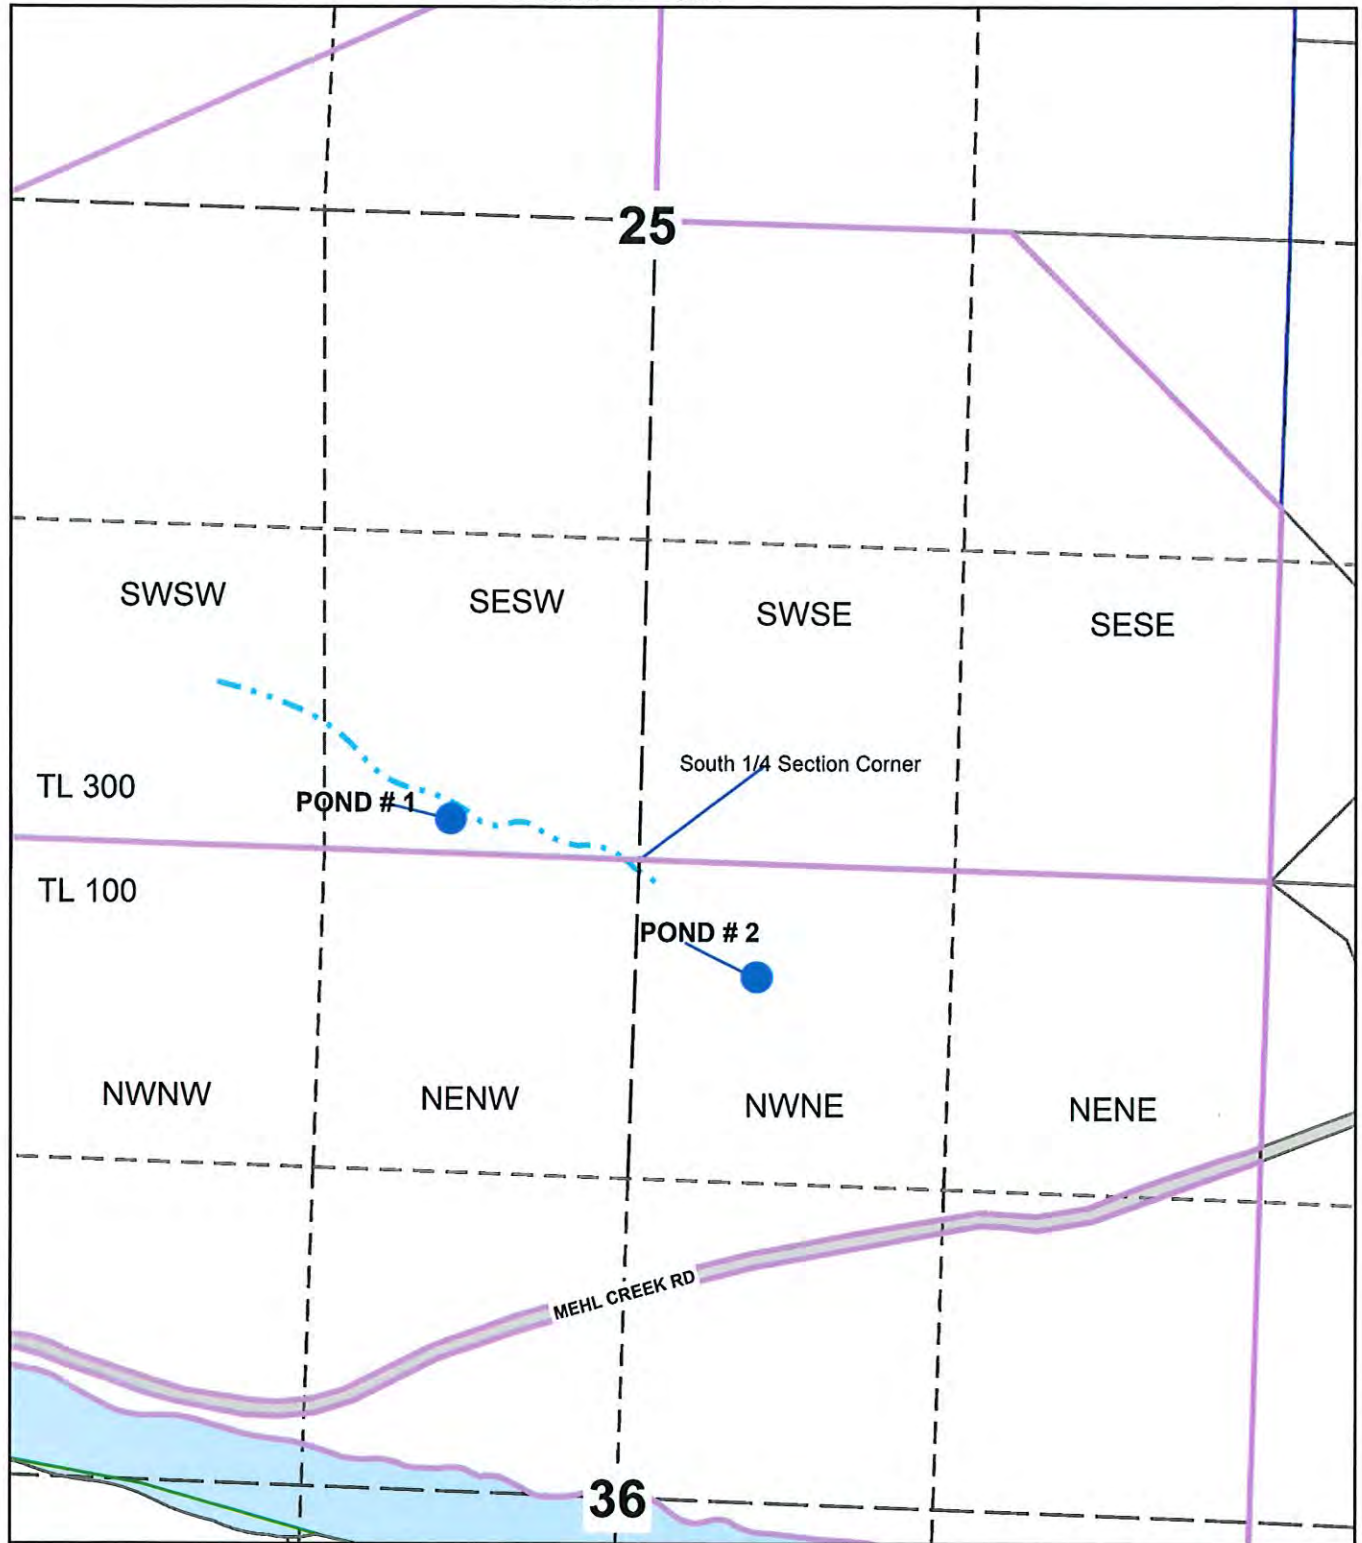 25
SWSW
SESW
SWSE
SESE
South 1/4 Section Corner
TL 300
POND # 1
TL 100
POND # 2
NWNW
NENW
NWNE
NENE
MEHL CREEK RD
36